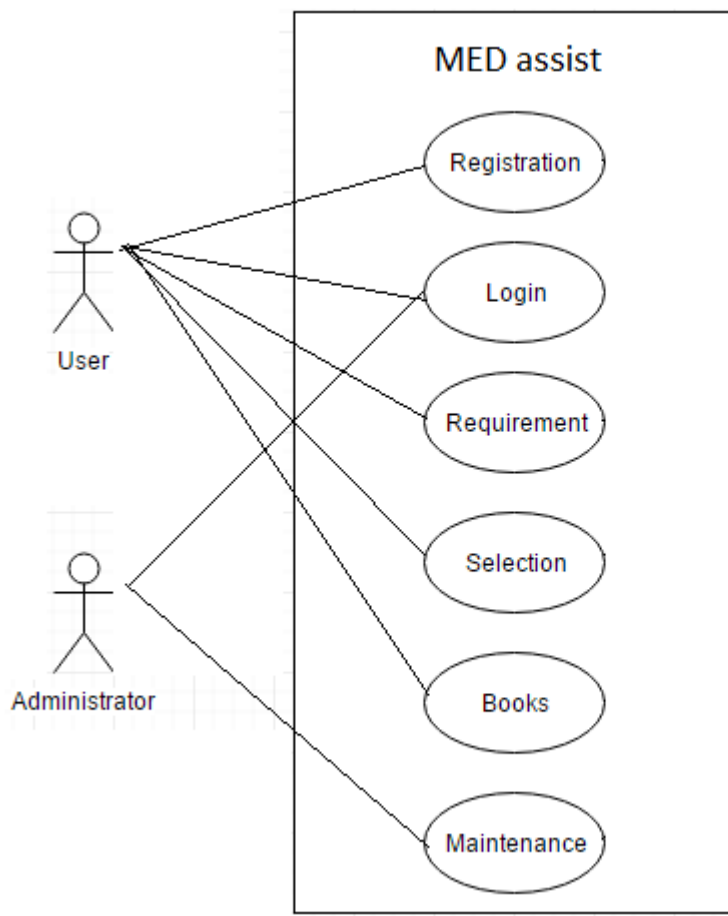 MED assist
Registration
Login
User
Requirement
Selection
Administrator
Books
Maintenance